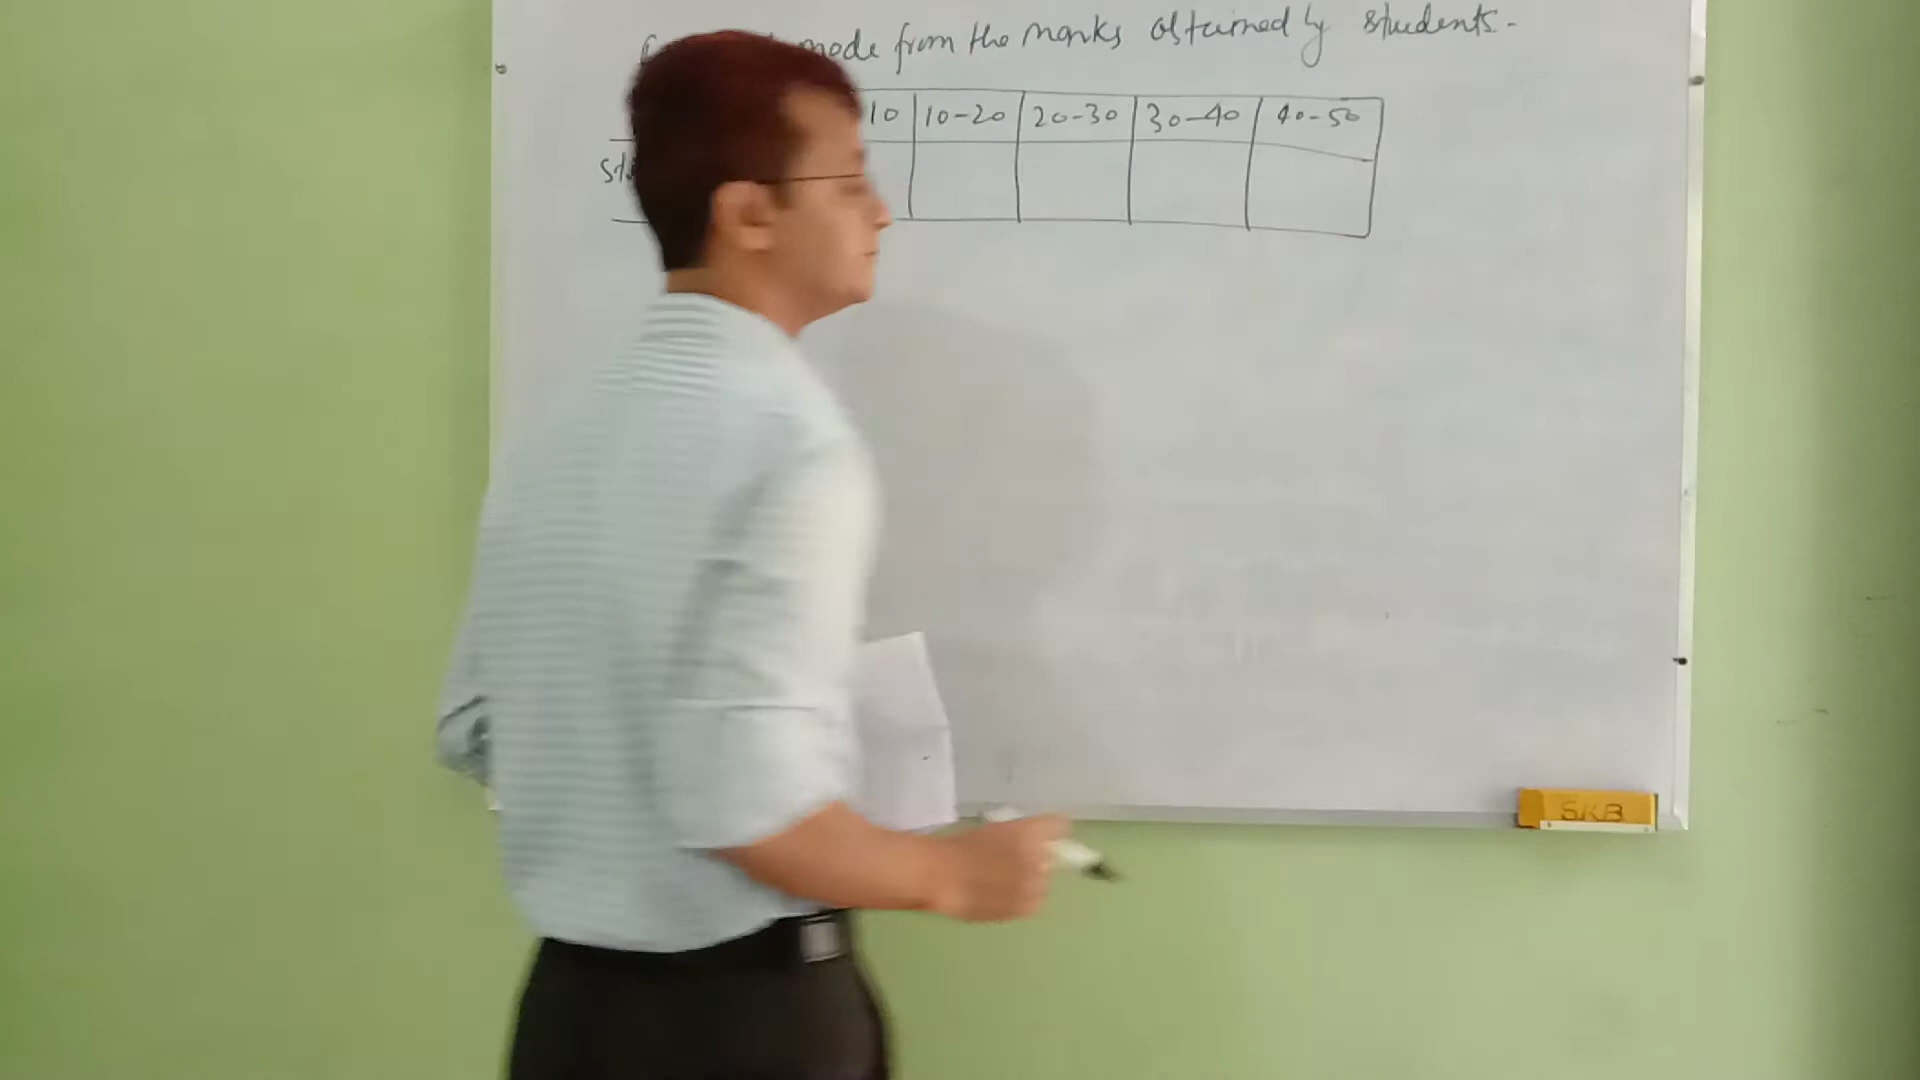 mode from the marks obtained by students.
10 10-20 20-30 30-40 40-50
SKB